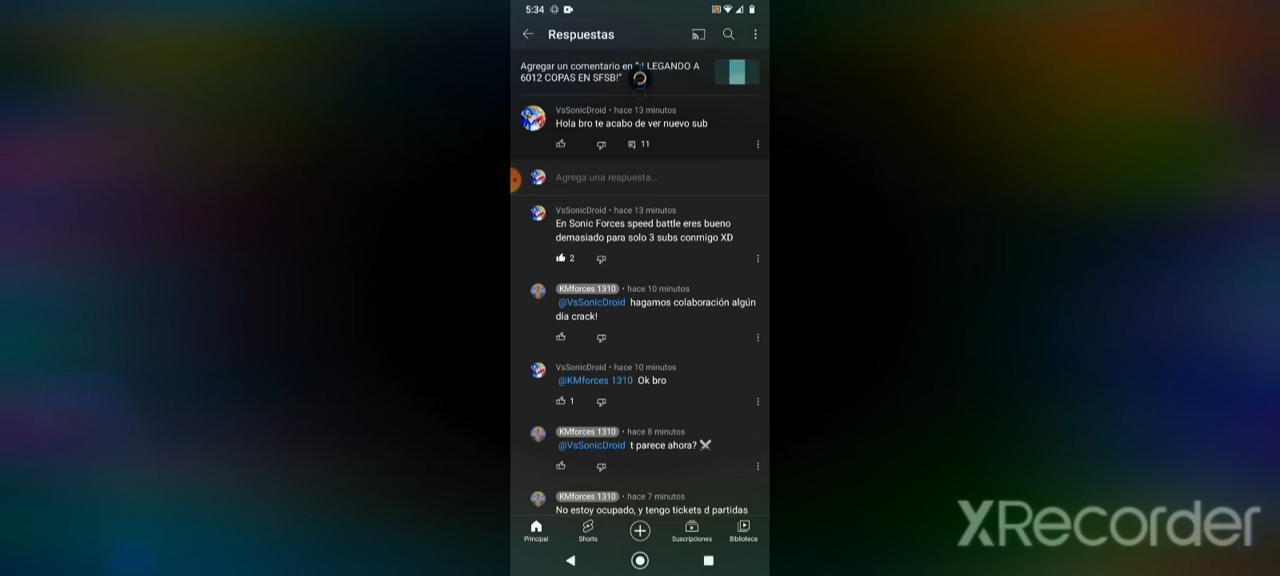 5:34
Respuestas
Agregar un comentario en "¡LLEGANDO A
6012 COPAS EN SFSB!"
VsSonicDroid • hace 13 minutos
Hola bro te acabo de ver nuevo sub
11
Agrega una respuesta...
VsSonicDroid • hace 13 minutos
En Sonic Forces speed battle eres bueno
demasiado para solo 3 subs conmigo XD
2
KMforces 1310 • hace 10 minutos
@VsSonicDroid hagamos colaboración algún
día crack!
VsSonicDroid • hace 10 minutos
@KMforces 1310 Ok bro
1
KMforces 1310 • hace 8 minutos
@VsSonicDroid t parece ahora? ⚔
KMforces 1310 • hace 7 minutos
No estoy ocupado, y tengo tickets d partidas
Principal
Shorts
Suscripciones
Biblioteca
XRecorder